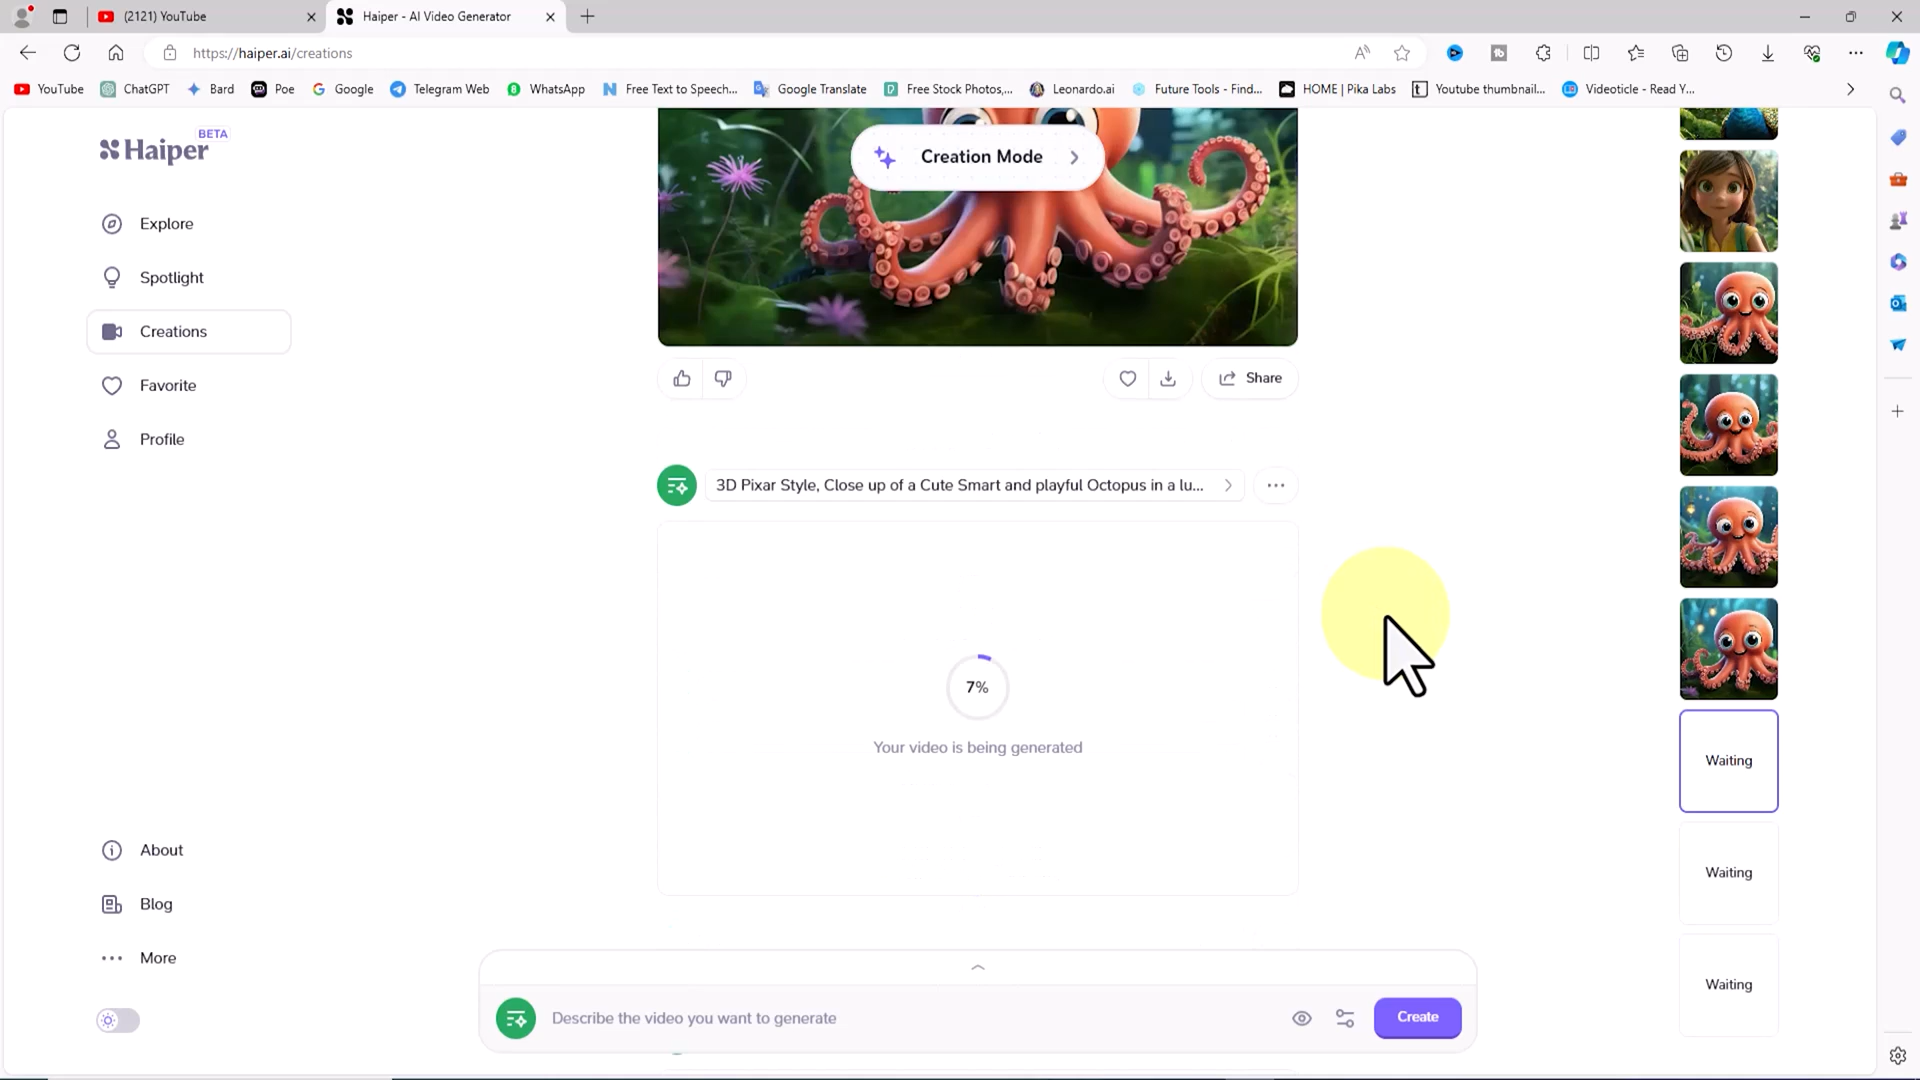 (2121) YouTube
Haiper - AI Video Generator
https://haiper.ai/creations
YouTube
ChatGPT
Bard
Poe
Google
Telegram Web
WhatsApp
Free Text to Speech...
Google Translate
Free Stock Photos,...
Leonardo.ai
Future Tools - Find...
HOME | Pika Labs
Youtube thumbnail...
Videoticle - Read Y...
Haiper
BETA
Creation Mode
Explore
Spotlight
Creations
Favorite
Profile
Share
3D Pixar Style, Close up of a Cute Smart and playful Octopus in a lu...
7%
Your video is being generated
Waiting
Waiting
Waiting
About
Blog
More
Describe the video you want to generate
Create